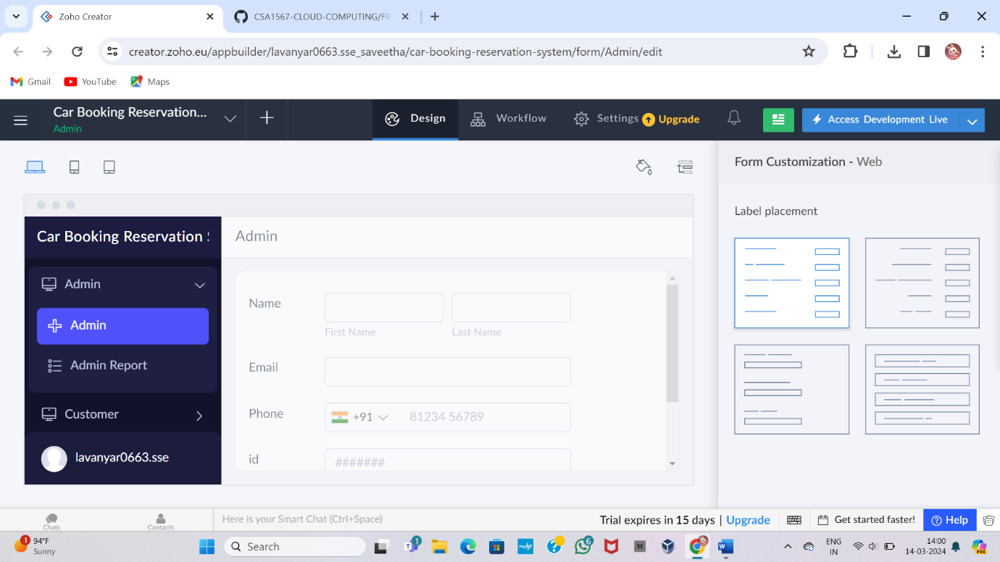 Zoho Creator
CSA1567-CLOUD-COMPUTING/Fli
creator.zoho.eu/appbuilder/lavanyar0663.sse_saveetha/car-booking-reservation-system/form/Admin/edit
Gmail YouTube Maps
Car Booking Reservation...
Admin
Design Workflow Settings Upgrade
Access Development Live
Form Customization - Web
Label placement
Car Booking Reservation
Admin
Admin
Admin
Admin Report
Customer
lavanyar0663.sse
Name
First Name Last Name
Email
Phone +91 81234 56789
id #######
Chats Contacts
Here is your Smart Chat (Ctrl+Space)
Trial expires in 15 days | Upgrade
Get started faster!
Help
1 94°F
Sunny
Search
1
6
M
W
PRE
ENG
IN
14:00
14-03-2024